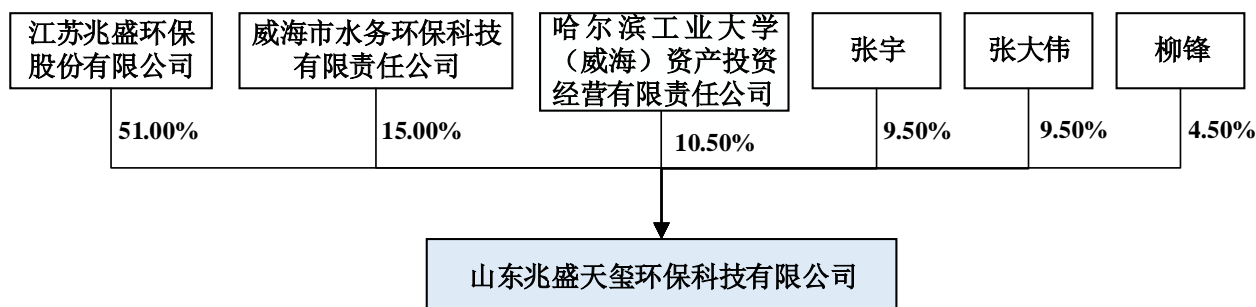 江苏兆盛环保
股份有限公司
威海市水务环保科技
有限责任公司
哈尔滨工业大学
（威海）资产投资
经营有限责任公司
张宇
张大伟
柳锋
51.00%
15.00%
10.50%
9.50%
9.50%
4.50%
山东兆盛天玺环保科技有限公司